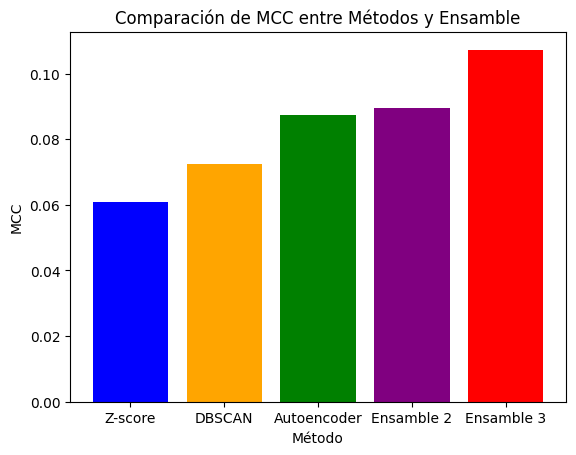 Comparación de MCC entre Métodos y Ensamble
MCC
0.10
0.08
0.06
0.04
0.02
0.00
Z-score
DBSCAN
Autoencoder
Ensamble 2
Ensamble 3
Método